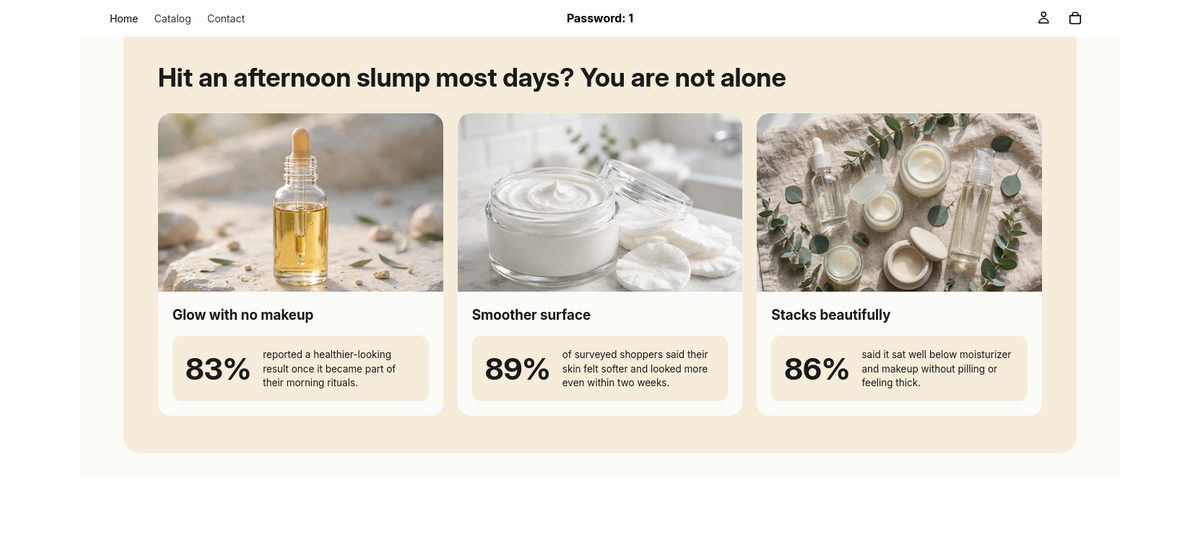 Home Catalog Contact
Password: 1
Hit an afternoon slump most days? You are not alone
Glow with no makeup
83%
reported a healthier-looking
result once it became part of
their morning rituals.
Smoother surface
89%
of surveyed shoppers said their
skin felt softer and looked more
even within two weeks.
Stacks beautifully
86%
said it sat well below moisturizer
and makeup without pilling or
feeling thick.